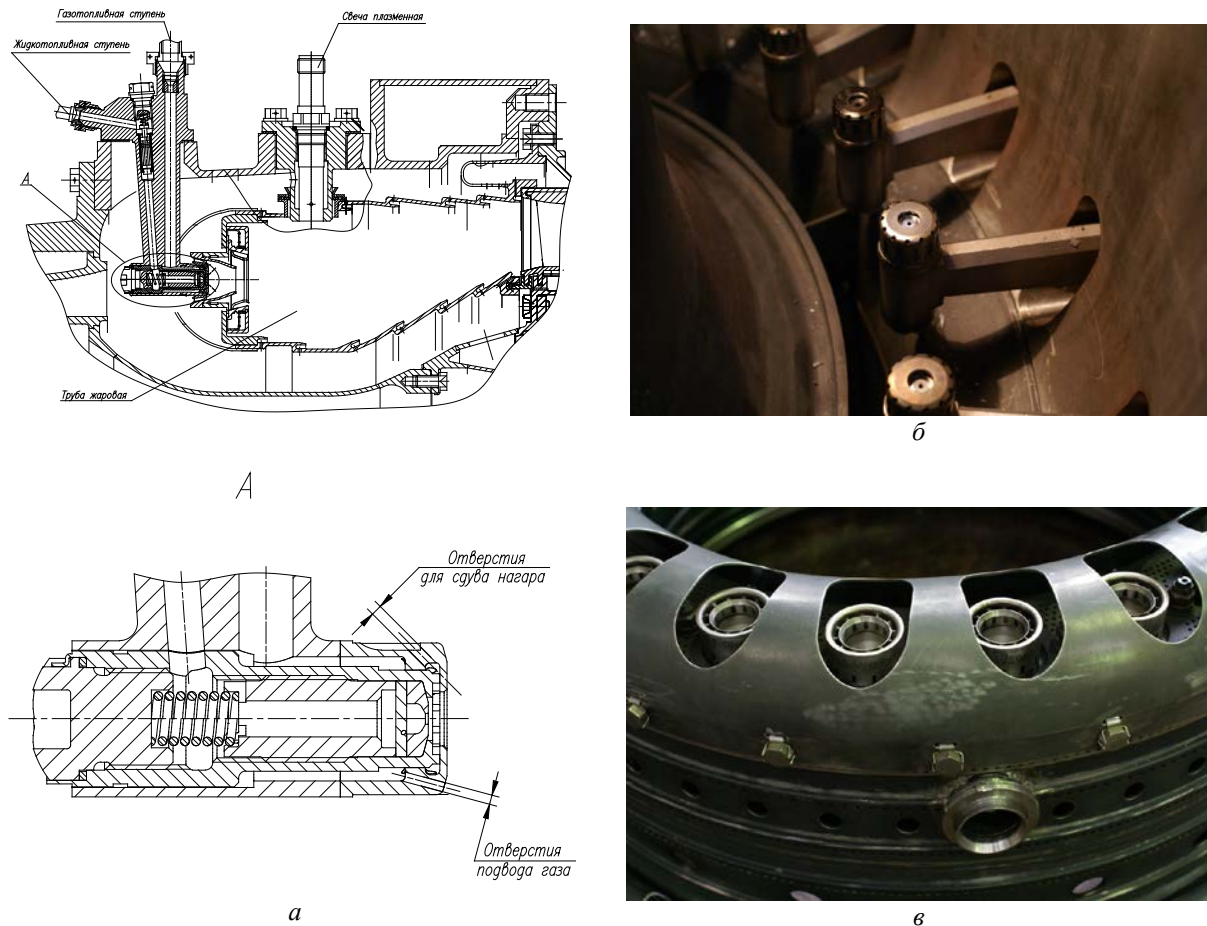 Газотопливная ступень
Свеча плазменная
Жидкотопливная ступень
А
Труба жаровая
б
А
Отверстия
для сдува нагара
Отверстия
подвода газа
а
в